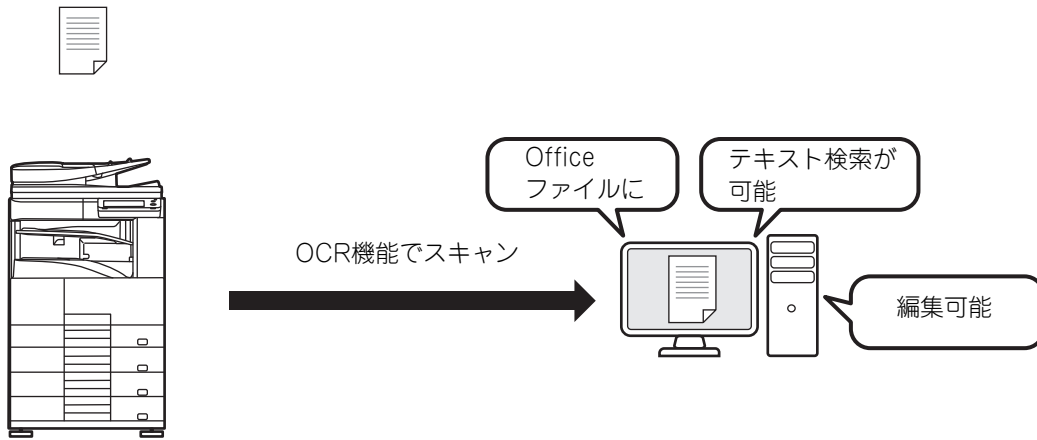 Office
ファイルに
テキスト検索が
可能
OCR機能でスキャン
編集可能